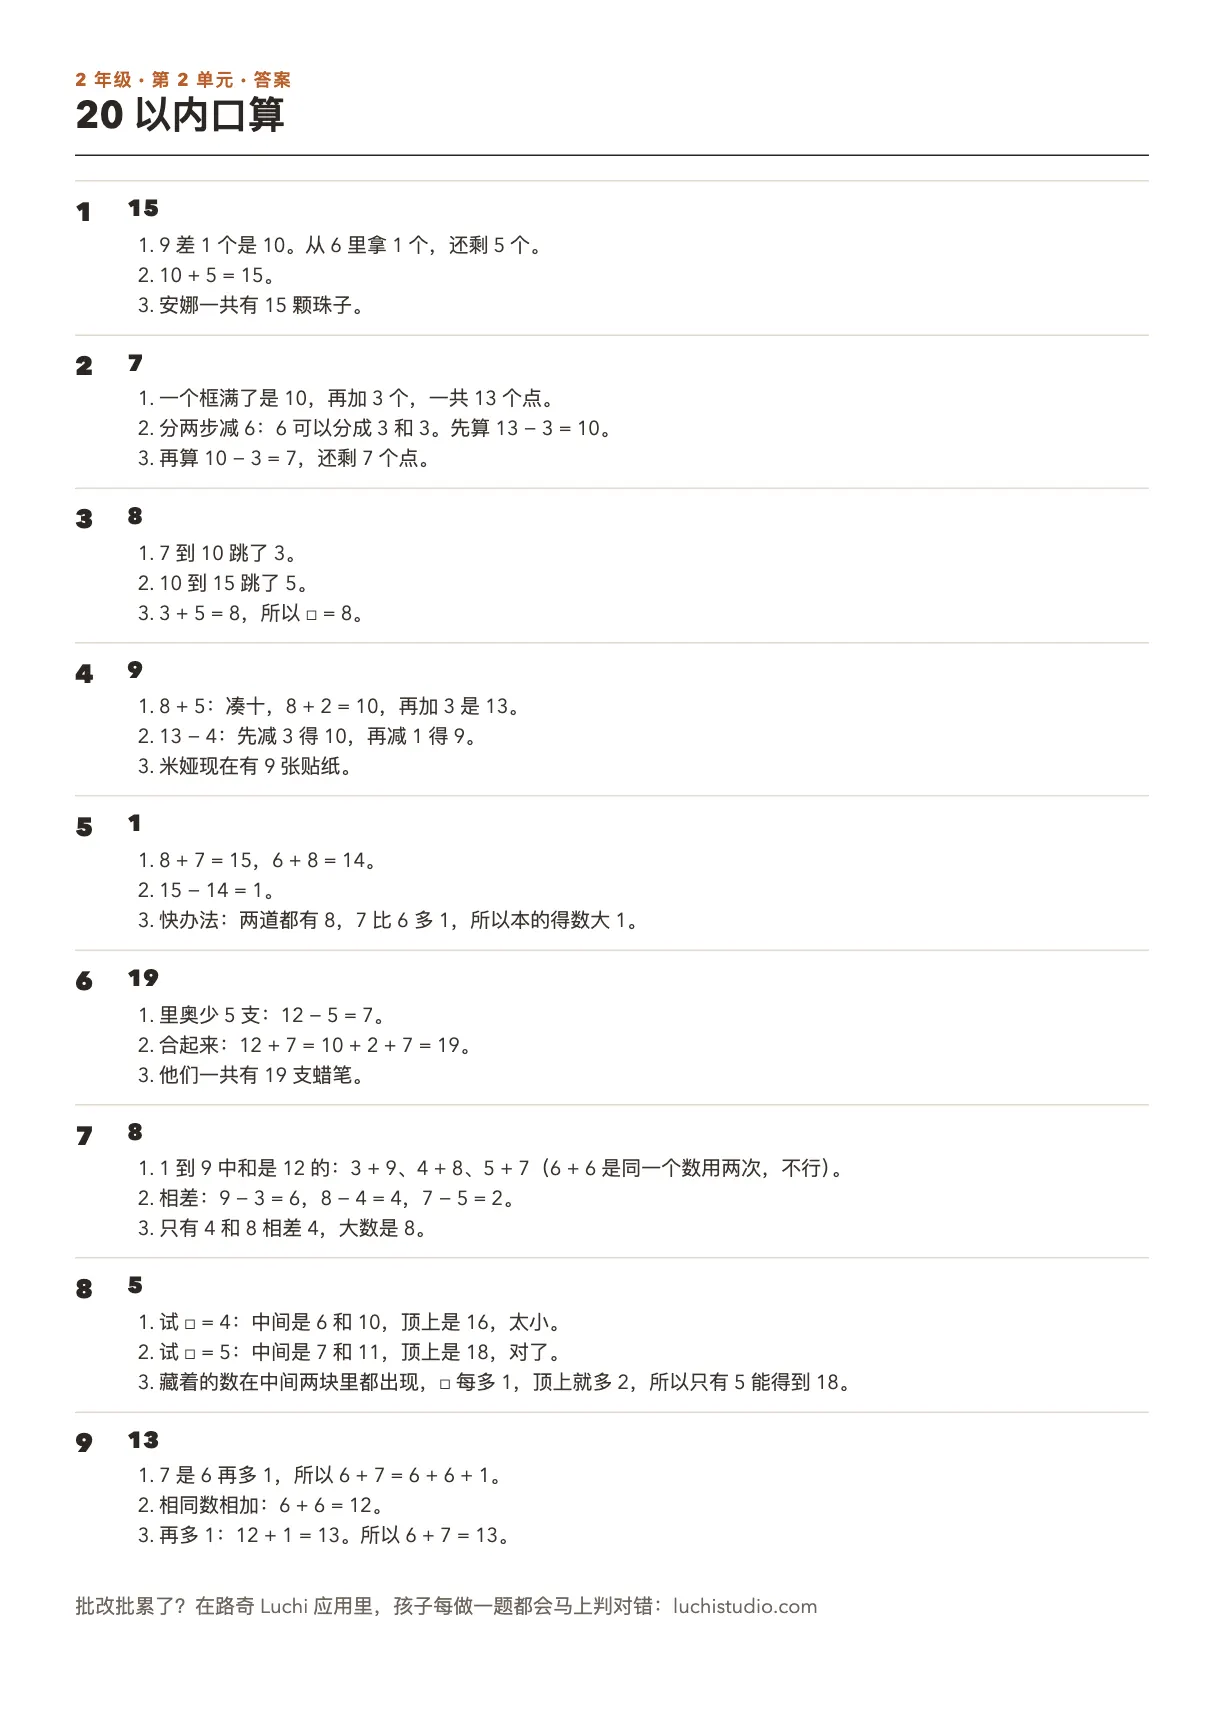 2 年级 · 第 2 单元 · 答案
20 以内口算
1 15
1. 9 差 1 个是 10。从 6 里拿 1 个，还剩 5 个。
2. 10 + 5 = 15。
3. 安娜一共有 15 颗珠子。
2 7
1. 一个框满了是 10，再加 3 个，一共 13 个点。
2. 分两步减 6：6 可以分成 3 和 3。先算 13 − 3 = 10。
3. 再算 10 − 3 = 7，还剩 7 个点。
3 8
1. 7 到 10 跳了 3。
2. 10 到 15 跳了 5。
3. 3 + 5 = 8，所以 □ = 8。
4 9
1. 8 + 5：凑十，8 + 2 = 10，再加 3 是 13。
2. 13 − 4：先减 3 得 10，再减 1 得 9。
3. 米娅现在有 9 张贴纸。
5 1
1. 8 + 7 = 15，6 + 8 = 14。
2. 15 − 14 = 1。
3. 快办法：两道都有 8，7 比 6 多 1，所以本的得数大 1。
6 19
1. 里奥少 5 支：12 − 5 = 7。
2. 合起来：12 + 7 = 10 + 2 + 7 = 19。
3. 他们一共有 19 支蜡笔。
7 8
1. 1 到 9 中和是 12 的：3 + 9、4 + 8、5 + 7（6 + 6 是同一个数用两次，不行）。
2. 相差：9 − 3 = 6，8 − 4 = 4，7 − 5 = 2。
3. 只有 4 和 8 相差 4，大数是 8。
8 5
1. 试 □ = 4：中间是 6 和 10，顶上是 16，太小。
2. 试 □ = 5：中间是 7 和 11，顶上是 18，对了。
3. 藏着的数在中间两块里都出现，□ 每多 1，顶上就多 2，所以只有 5 能得到 18。
9 13
1. 7 是 6 再多 1，所以 6 + 7 = 6 + 6 + 1。
2. 相同数相加：6 + 6 = 12。
3. 再多 1：12 + 1 = 13。所以 6 + 7 = 13。
批改批累了？在路奇 Luchi 应用里，孩子每做一题都会马上判对错：luchistudio.com